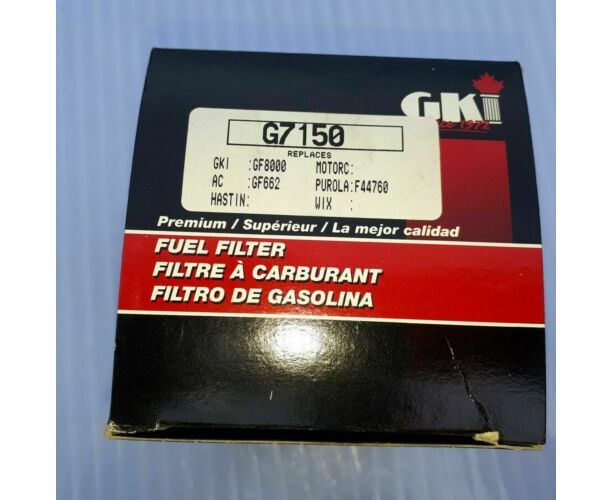 GKI
Since 1972
G7150
REPLACES
GKI :GF8000 MOTORC:
AC :GF662 PUROLA:F44760
HASTIN: WIX :
Premium / Supérieur / La mejor calidad
FUEL FILTER
FILTRE À CARBURANT
FILTRO DE GASOLINA